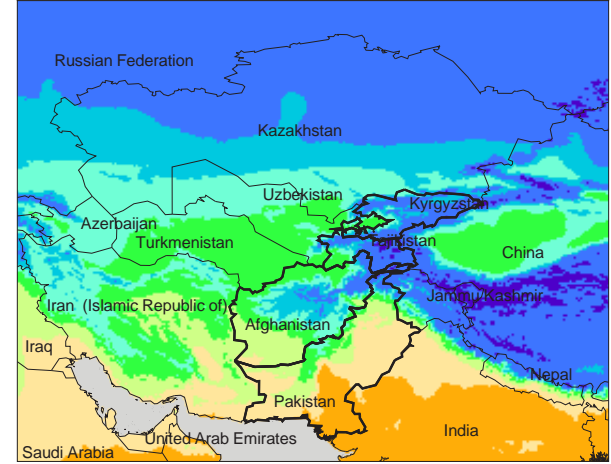 Russian Federation
Kazakhstan
Uzbekistan
Kyrgyzstan
Azerbaijan
Turkmenistan
Tajikistan
China
Iran (Islamic Republic of)
Jammu/Kashmir
Afghanistan
Iraq
Nepal
Pakistan
India
United Arab Emirates
Saudi Arabia